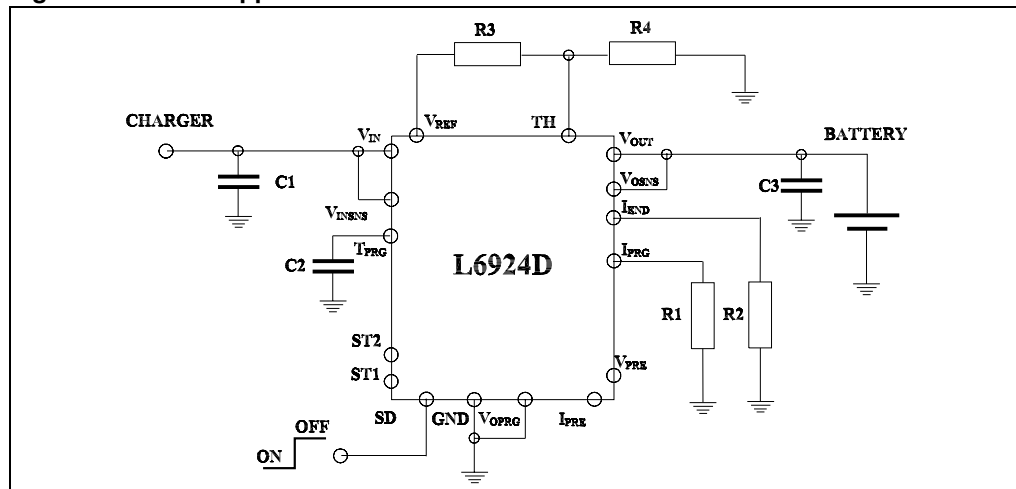 R3
R4
CHARGER
VIN
VREF
TH
VOUT
BATTERY
C1
VOSNS
C3
VINSNS
IEND
TPRG
C2
IPRG
L6924D
R1
R2
ST2
VPRE
ST1
SD
GND
VOPRG
IPRE
OFF
ON